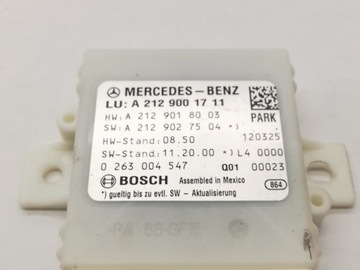 MERCEDES-BENZ
LU: A 212 900 17 11
HW: A 212 901 80 03 PARK
SW: A 212 902 75 04 *)
HW-Stand: 08.50 120325
SW-Stand: 11.20.00 *) L4 0000
0 263 004 547 Q01 00023
BOSCH Assembled in Mexico 864
*) gueltig bis zu evtl. SW - Aktualisierung